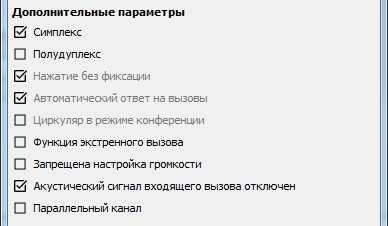 Дополнительные параметры
Симплекс
Полудуплекс
Нажатие без фиксации
Автоматический ответ на вызовы
Циркуляр в режиме конференции
Функция экстренного вызова
Запрещена настройка громкости
Акустический сигнал входящего вызова отключен
Параллельный канал